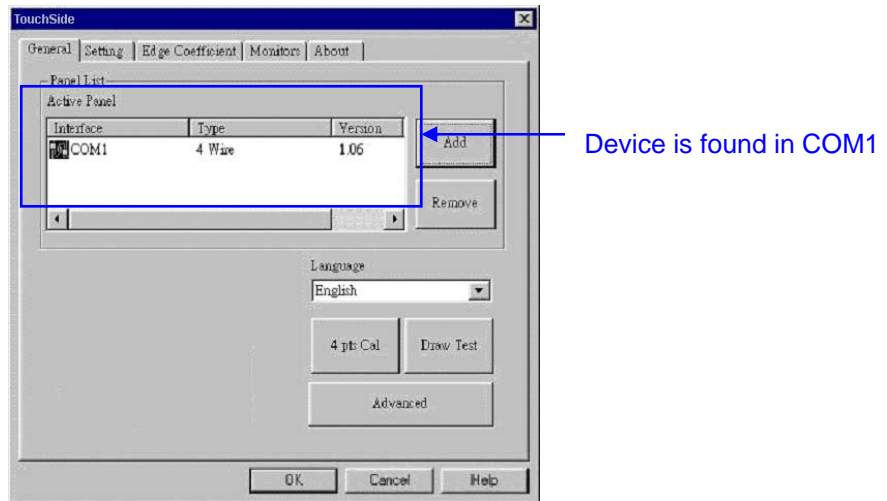 TouchSide
General Setting Edge Coefficient Monitors About
Panel List
Active Panel
Interface Type Version
COM1 4 Wire 1.06
Add
Device is found in COM1
Remove
Language
English
4 pts Cal Draw Test
Advanced
OK Cancel Help